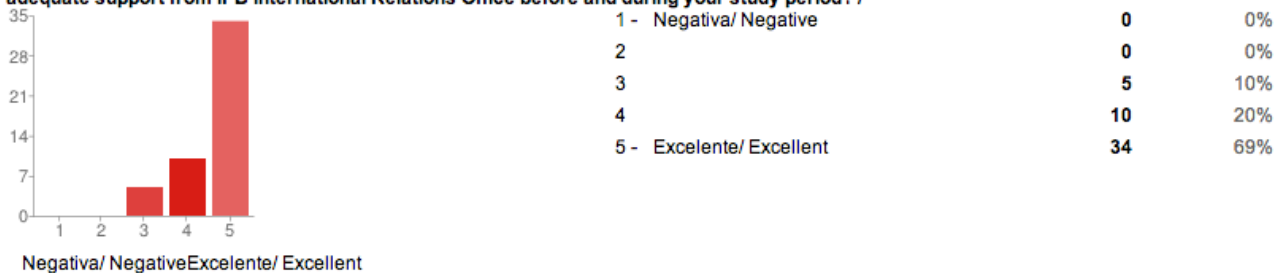 adequate support from IPB International Relations Office before and during your study period? /
35
28
21
14
7
0
1 2 3 4 5
Negativa/ NegativeExcelente/ Excellent
1 - Negativa/ Negative 0 0%
2 0 0%
3 5 10%
4 10 20%
5 - Excelente/ Excellent 34 69%